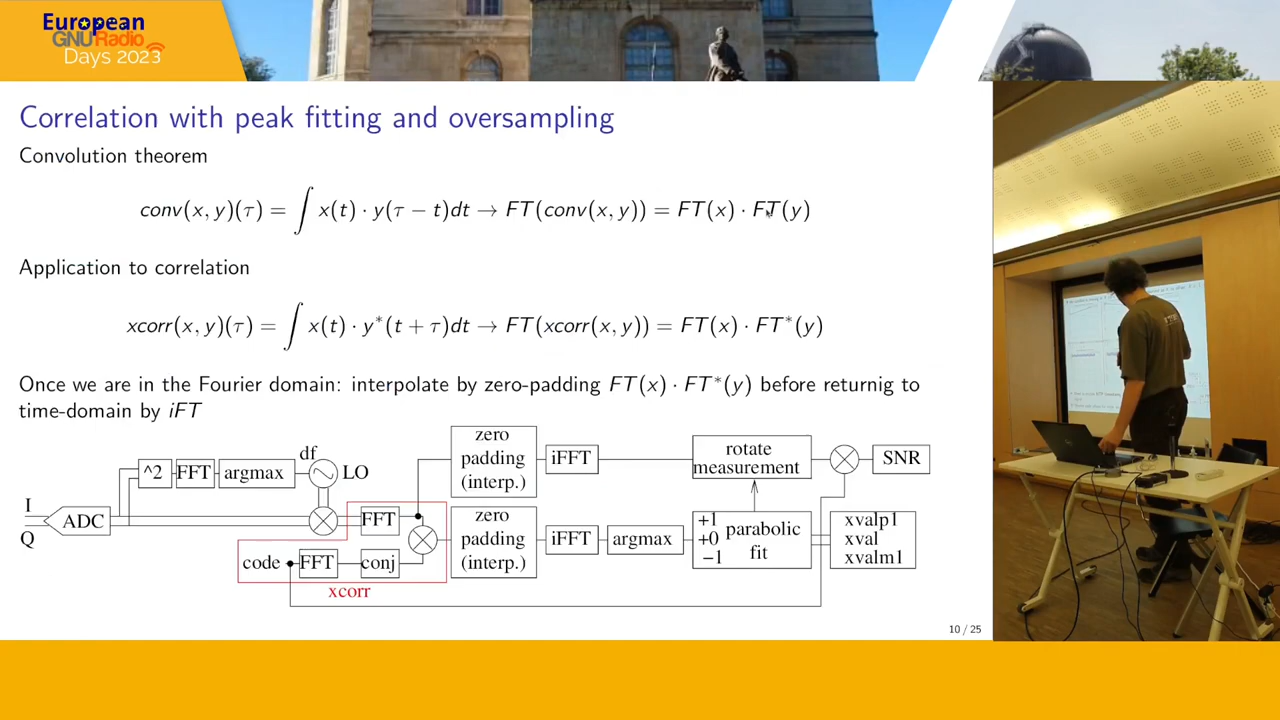 European
GNURadio
Days 2023
Correlation with peak fitting and oversampling
Convolution theorem
conv(x, y)(τ) = ∫ x(t) · y(τ − t)dt → FT(conv(x, y)) = FT(x) · FT(y)
Application to correlation
xcorr(x, y)(τ) = ∫ x(t) · y*(t + τ)dt → FT(xcorr(x, y)) = FT(x) · FT*(y)
Once we are in the Fourier domain: interpolate by zero-padding FT(x) · FT*(y) before returnig to
time-domain by iFT
I
Q
ADC
^2
FFT
argmax
df
LO
FFT
code
FFT
conj
xcorr
zero
padding
(interp.)
iFFT
rotate
measurement
SNR
zero
padding
(interp.)
iFFT
argmax
+1
+0
−1
parabolic
fit
xvalp1
xval
xvalm1
10 / 25